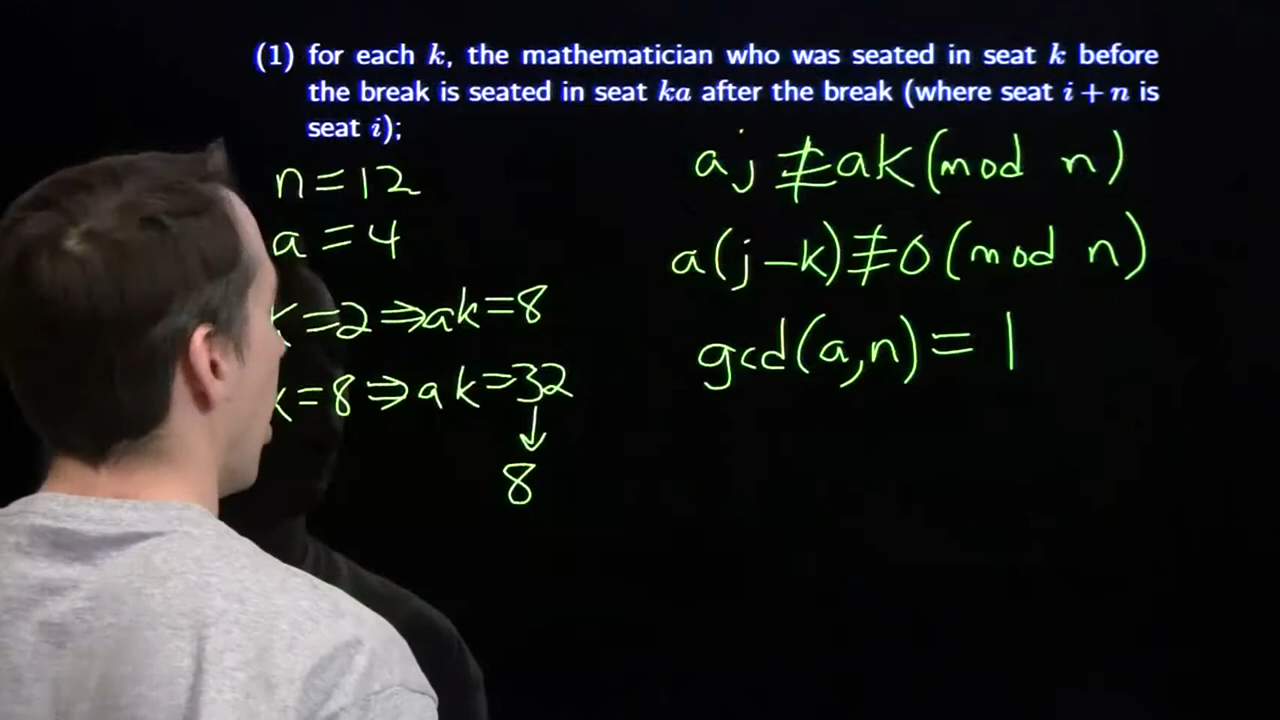 (1) for each k, the mathematician who was seated in seat k before
the break is seated in seat ka after the break (where seat i + n is
seat i);
n=12
a=4
k=2⇒ak=8
k=8⇒ak=32
↓
8
aj≢ak(mod n)
a(j-k)≢0(mod n)
gcd(a,n)=1